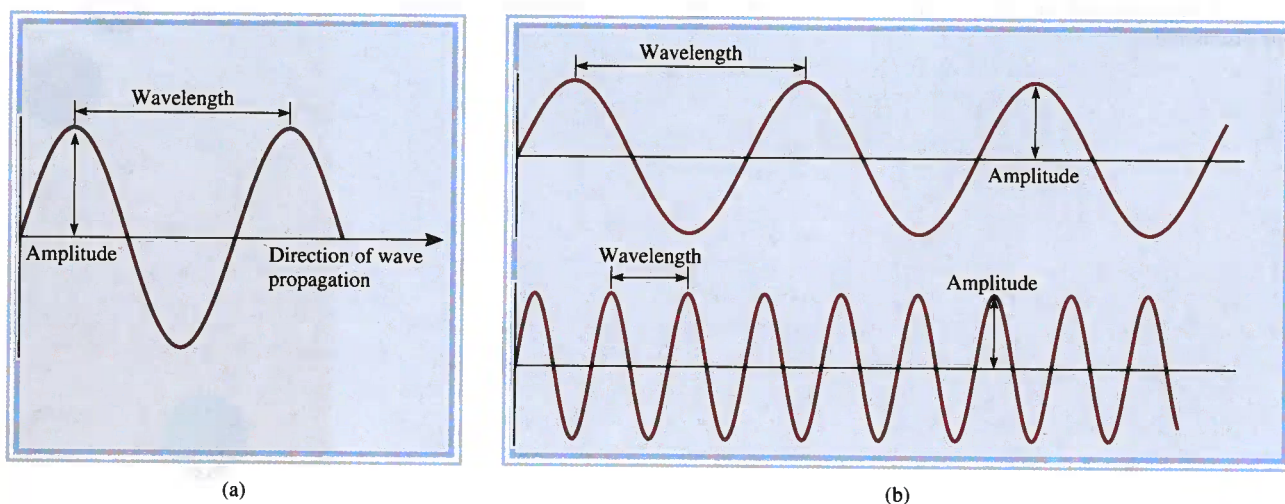 Wavelength
Amplitude
Direction of wave
propagation
(a)
Wavelength
Amplitude
Wavelength
Amplitude
(b)